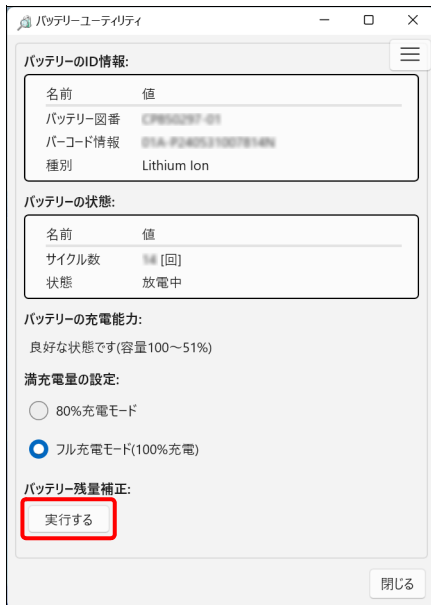 バッテリーユーティリティ
バッテリーのID情報:
名前 値
バッテリー図番
バーコード情報
種別 Lithium Ion
バッテリーの状態:
名前 値
サイクル数 [回]
状態 放電中
バッテリーの充電能力:
良好な状態です(容量100～51%)
満充電量の設定:
80%充電モード
フル充電モード(100%充電)
バッテリー残量補正:
実行する
閉じる